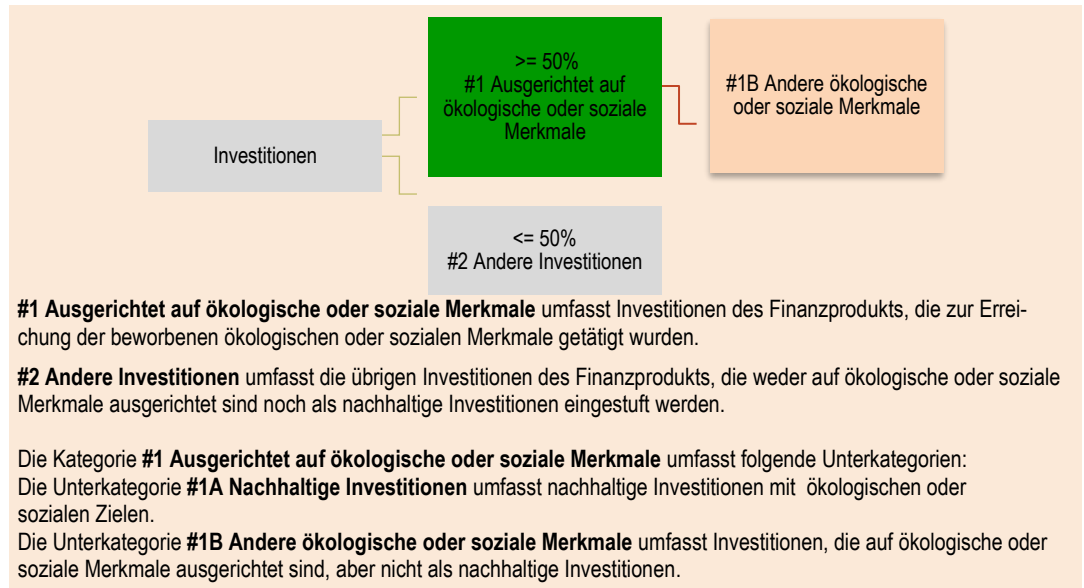 >= 50%
#1 Ausgerichtet auf
ökologische oder soziale
Merkmale
#1B Andere ökologische
oder soziale Merkmale
Investitionen
<= 50%
#2 Andere Investitionen
#1 Ausgerichtet auf ökologische oder soziale Merkmale umfasst Investitionen des Finanzprodukts, die zur Errei-
chung der beworbenen ökologischen oder sozialen Merkmale getätigt wurden.
#2 Andere Investitionen umfasst die übrigen Investitionen des Finanzprodukts, die weder auf ökologische oder soziale
Merkmale ausgerichtet sind noch als nachhaltige Investitionen eingestuft werden.
Die Kategorie #1 Ausgerichtet auf ökologische oder soziale Merkmale umfasst folgende Unterkategorien:
Die Unterkategorie #1A Nachhaltige Investitionen umfasst nachhaltige Investitionen mit ökologischen oder
sozialen Zielen.
Die Unterkategorie #1B Andere ökologische oder soziale Merkmale umfasst Investitionen, die auf ökologische oder
soziale Merkmale ausgerichtet sind, aber nicht als nachhaltige Investitionen.